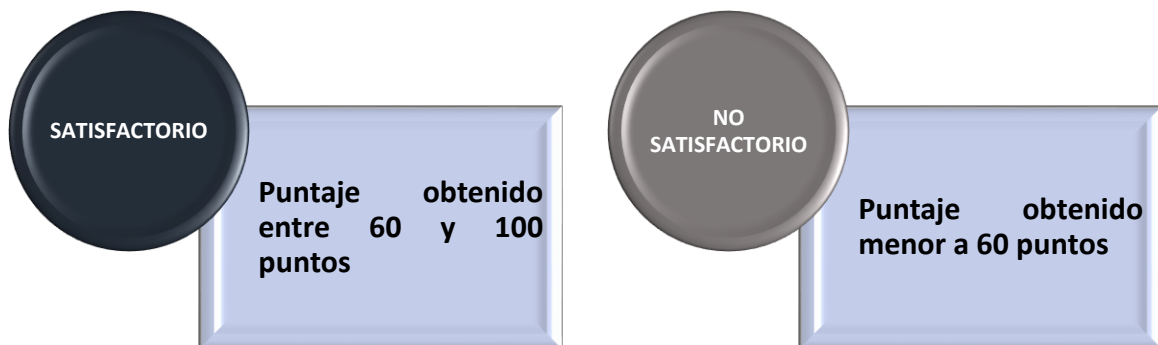 SATISFACTORIO
Puntaje obtenido
entre 60 y 100
puntos
NO
SATISFACTORIO
Puntaje obtenido
menor a 60 puntos